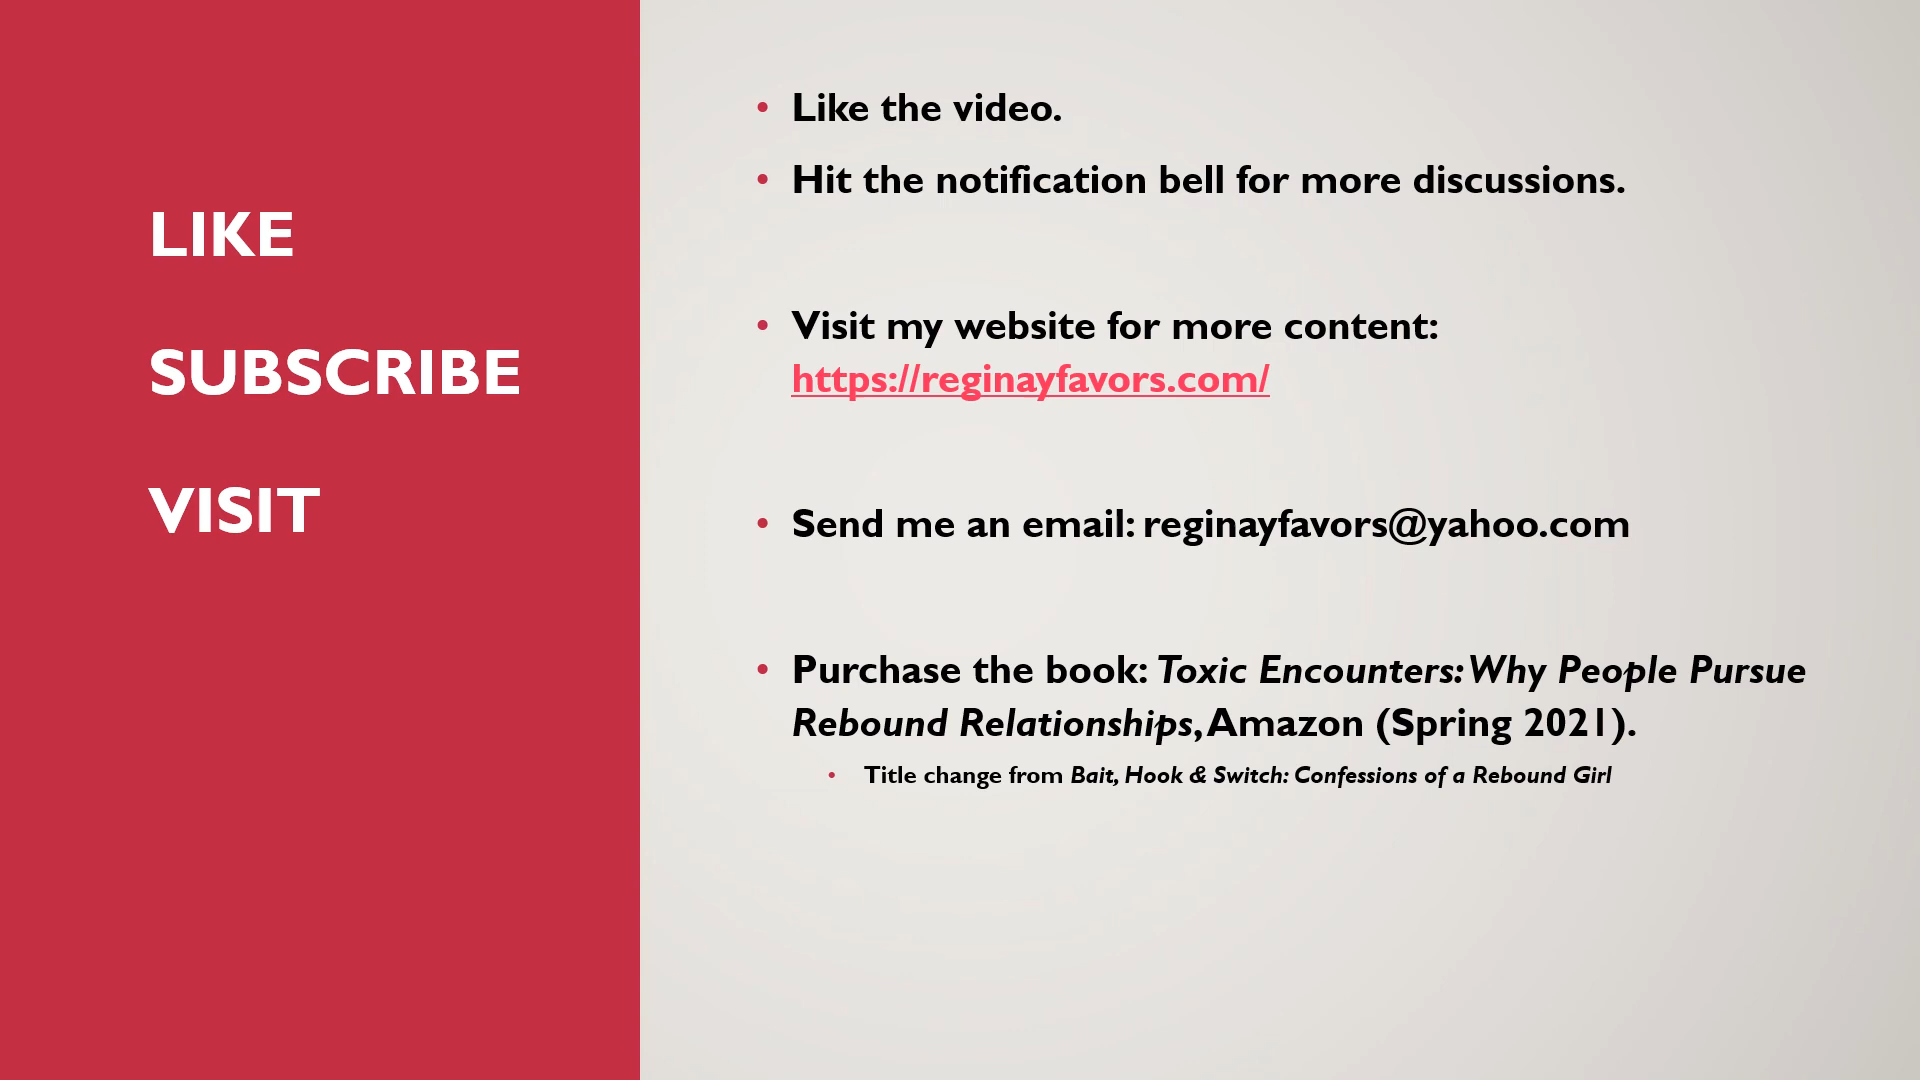 LIKE
SUBSCRIBE
VISIT
• Like the video.
• Hit the notification bell for more discussions.
• Visit my website for more content:
https://reginayfavors.com/
• Send me an email: reginayfavors@yahoo.com
• Purchase the book: Toxic Encounters: Why People Pursue
Rebound Relationships, Amazon (Spring 2021).
• Title change from Bait, Hook & Switch: Confessions of a Rebound Girl